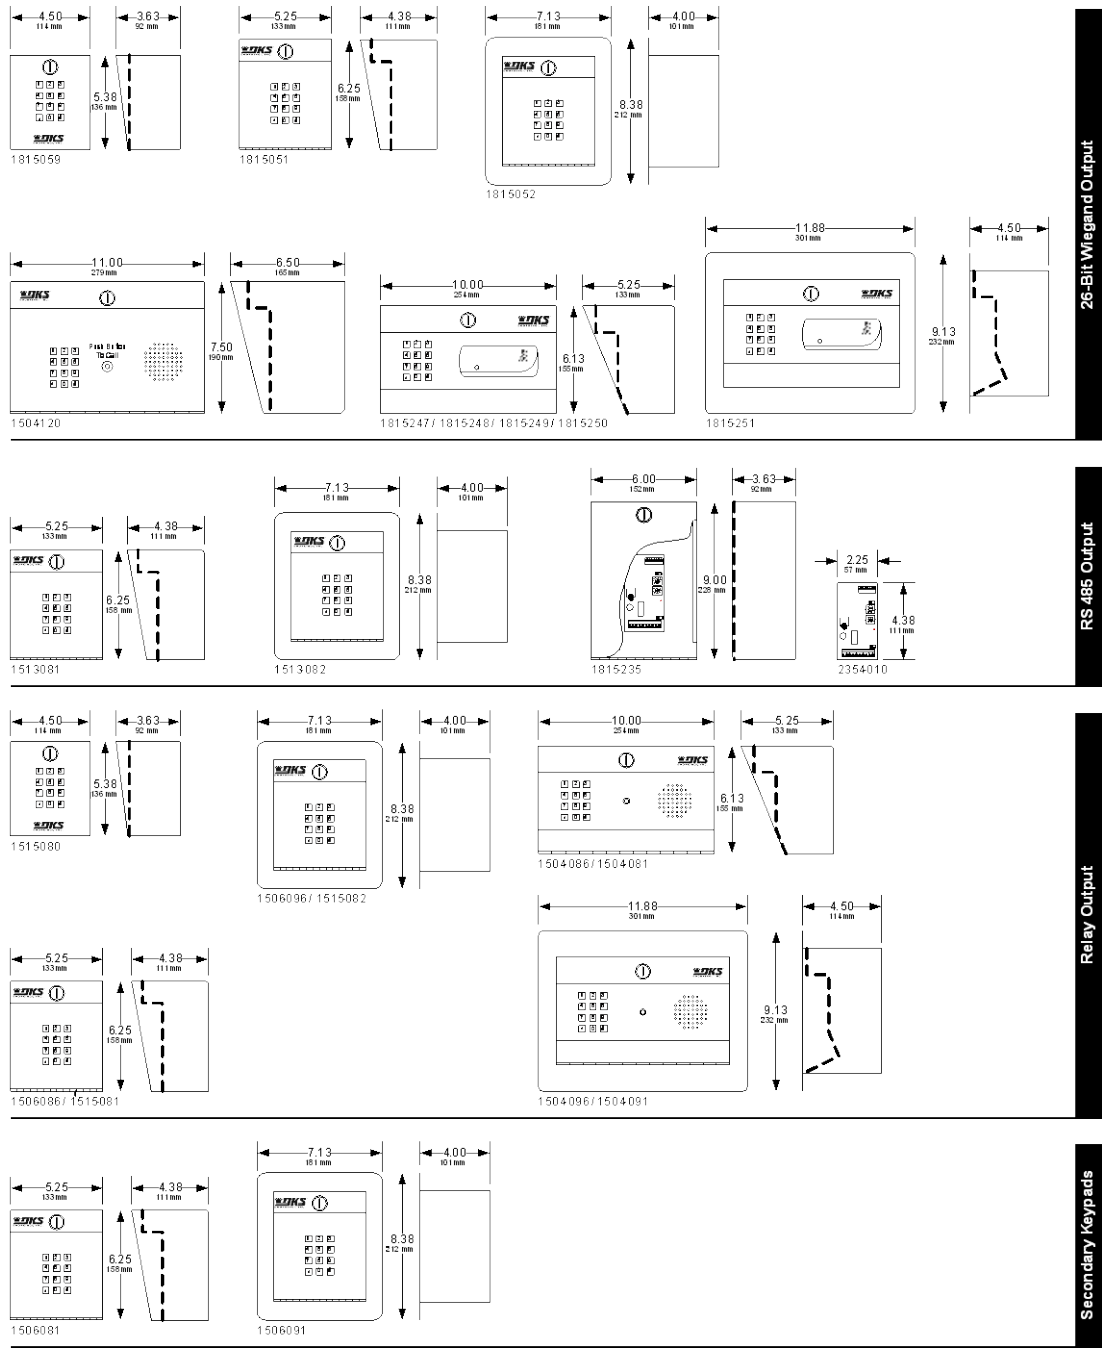 4.50
114 mm
3.63
92 mm
5.38
136 mm
DKS
1815059
5.25
133 mm
4.38
111 mm
DKS
6.25
158 mm
1815051
7.13
181 mm
4.00
101 mm
DKS
8.38
212 mm
1815052
11.00
279 mm
6.50
165 mm
DKS
Push Button
To Call
7.50
190 mm
1504120
10.00
254 mm
5.25
133 mm
DKS
6.13
155 mm
1815247/ 1815248/ 1815249/ 1815250
11.88
301 mm
4.50
114 mm
DKS
9.13
232 mm
1815251
26-Bit Wiegand Output
5.25
133 mm
4.38
111 mm
DKS
6.25
158 mm
1513081
7.13
181 mm
4.00
101 mm
DKS
8.38
212 mm
1513082
6.00
152 mm
3.63
92 mm
9.00
228 mm
1815235
2.25
57 mm
4.38
111 mm
2354010
RS 485 Output
4.50
114 mm
3.63
92 mm
5.38
136 mm
DKS
1515080
7.13
181 mm
4.00
101 mm
DKS
8.38
212 mm
1506096/ 1515082
10.00
254 mm
5.25
133 mm
DKS
6.13
155 mm
1504086/1504081
5.25
133 mm
4.38
111 mm
DKS
6.25
158 mm
1506086/ 1515081
11.88
301 mm
4.50
114 mm
DKS
9.13
232 mm
1504096/1504091
Relay Output
5.25
133 mm
4.38
111 mm
DKS
6.25
158 mm
1506081
7.13
181 mm
4.00
101 mm
DKS
8.38
212 mm
1506091
Secondary Keypads